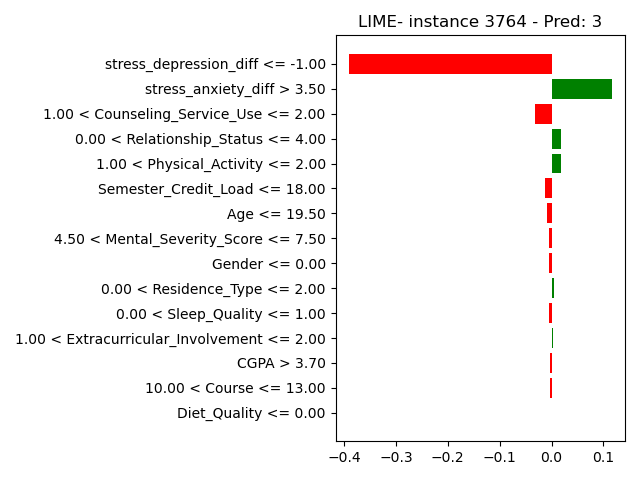 LIME- instance 3764 - Pred: 3
stress_depression_diff <= -1.00
stress_anxiety_diff > 3.50
1.00 < Counseling_Service_Use <= 2.00
0.00 < Relationship_Status <= 4.00
1.00 < Physical_Activity <= 2.00
Semester_Credit_Load <= 18.00
Age <= 19.50
4.50 < Mental_Severity_Score <= 7.50
Gender <= 0.00
0.00 < Residence_Type <= 2.00
0.00 < Sleep_Quality <= 1.00
1.00 < Extracurricular_Involvement <= 2.00
CGPA > 3.70
10.00 < Course <= 13.00
Diet_Quality <= 0.00
−0.4 −0.3 −0.2 −0.1 0.0 0.1